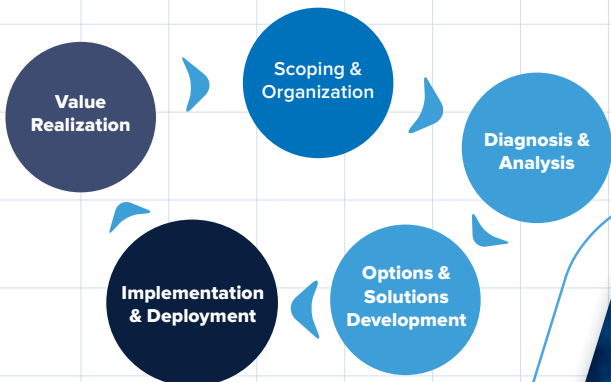 Value
Realization
Scoping &
Organization
Diagnosis &
Analysis
Options &
Solutions
Development
Implementation
& Deployment